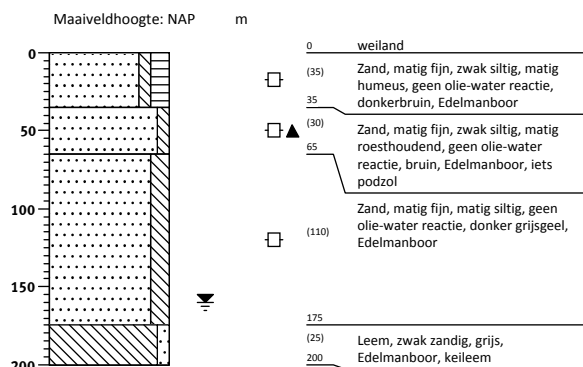 Maaiveldhoogte: NAP m
0
50
100
150
200
0 weiland
(35) Zand, matig fijn, zwak siltig, matig
humeus, geen olie-water reactie,
35 donkerbruin, Edelmanboor
(30) Zand, matig fijn, zwak siltig, matig
roesthoudend, geen olie-water
65 reactie, bruin, Edelmanboor, iets
podzol
Zand, matig fijn, matig siltig, geen
(110) olie-water reactie, donker grijsgeel,
Edelmanboor
175
(25) Leem, zwak zandig, grijs,
200 Edelmanboor, keileem